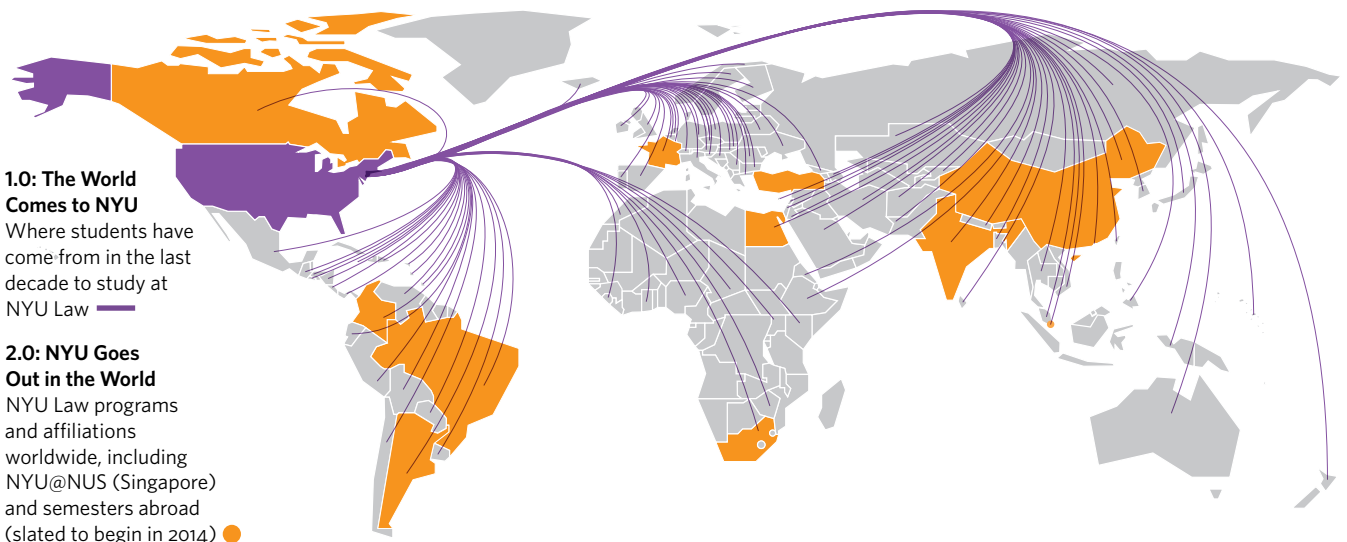 1.0: The World
Comes to NYU
Where students have
come from in the last
decade to study at
NYU Law
2.0: NYU Goes
Out in the World
NYU Law programs
and affiliations
worldwide, including
NYU@NUS (Singapore)
and semesters abroad
(slated to begin in 2014)